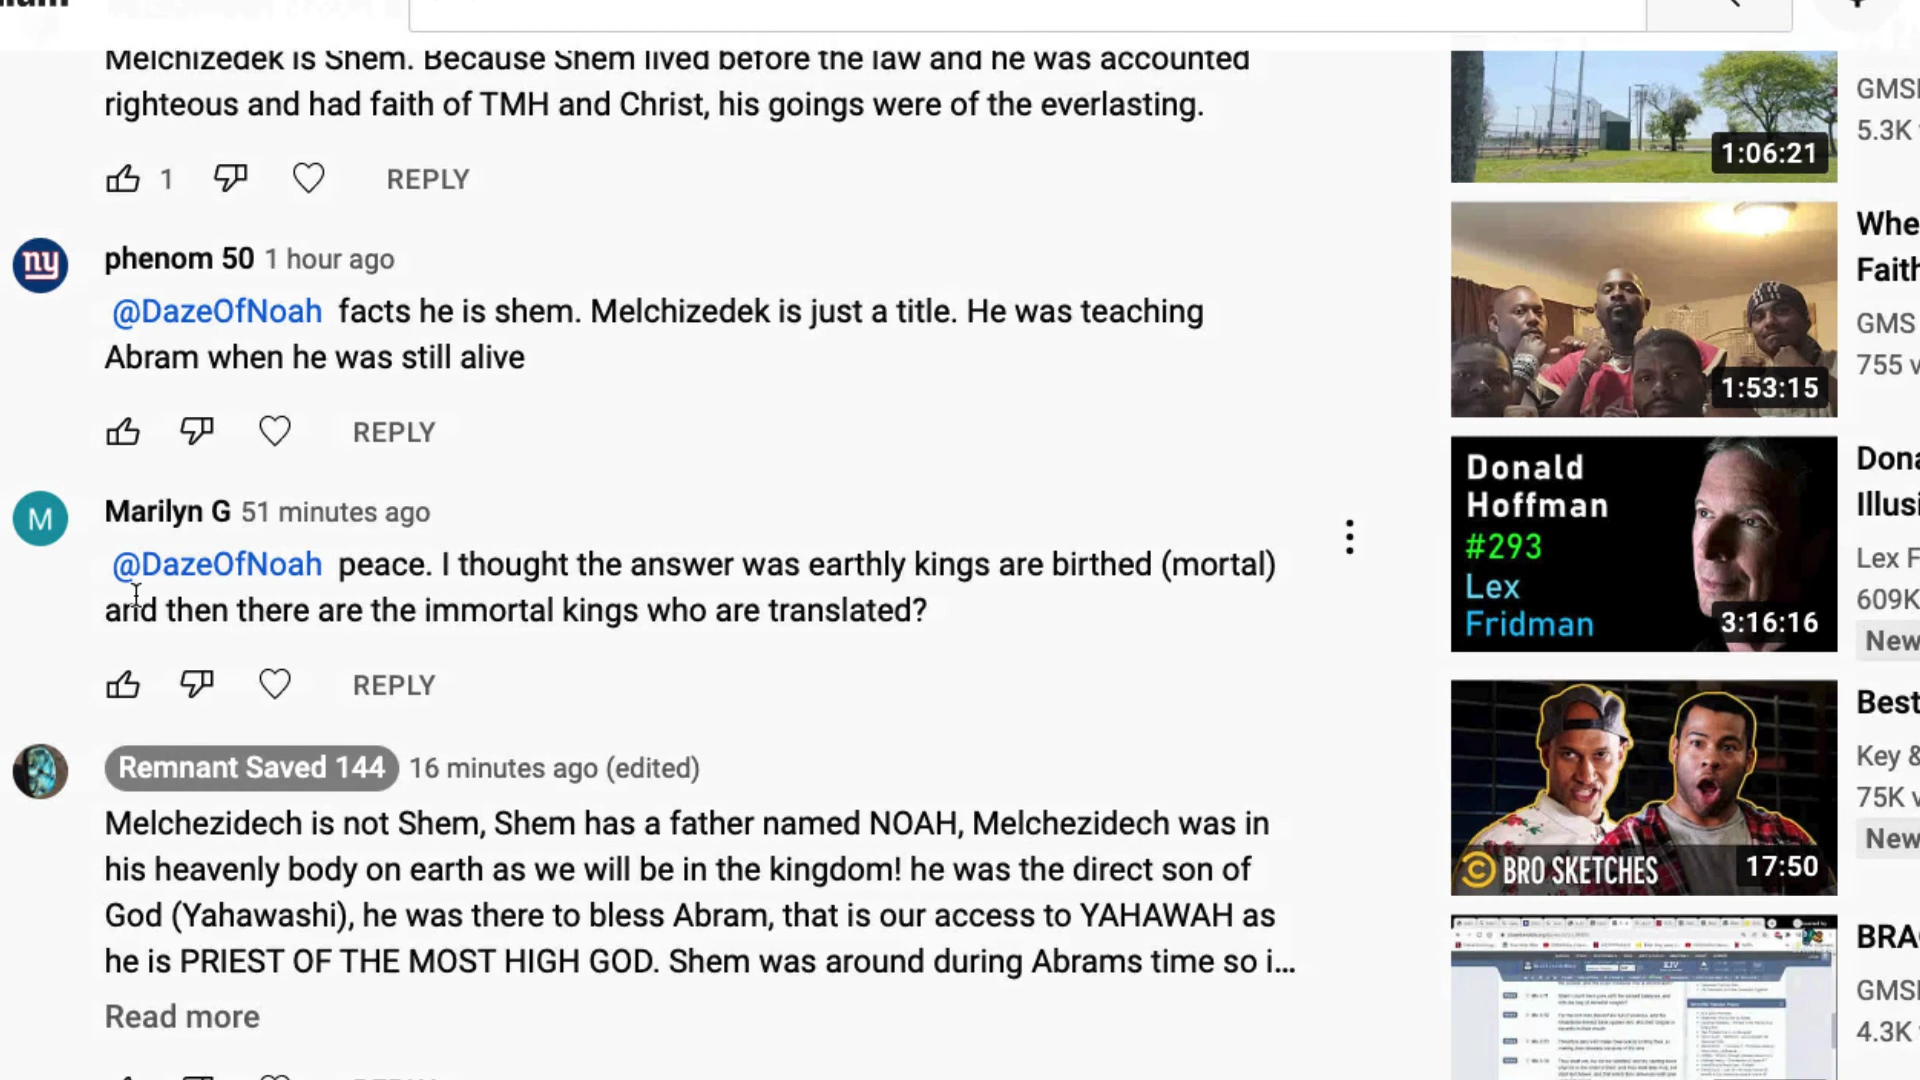 Melchizedek is Shem. Because Shem lived before the law and he was accounted
righteous and had faith of TMH and Christ, his goings were of the everlasting.
1
REPLY
ny
phenom 50 1 hour ago
@DazeOfNoah facts he is shem. Melchizedek is just a title. He was teaching
Abram when he was still alive
REPLY
M
Marilyn G 51 minutes ago
@DazeOfNoah peace. I thought the answer was earthly kings are birthed (mortal)
and then there are the immortal kings who are translated?
REPLY
Remnant Saved 144 16 minutes ago (edited)
Melchezidech is not Shem, Shem has a father named NOAH, Melchezidech was in
his heavenly body on earth as we will be in the kingdom! he was the direct son of
God (Yahawashi), he was there to bless Abram, that is our access to YAHAWAH as
he is PRIEST OF THE MOST HIGH GOD. Shem was around during Abrams time so i...
Read more
1:06:21
5.3K
1:53:15
GMS
755
Donald
Hoffman
#293
Lex
Fridman
3:16:16
Lex F
609K
New
BRO SKETCHES
17:50
Best
Key &
75K
New
4.3K